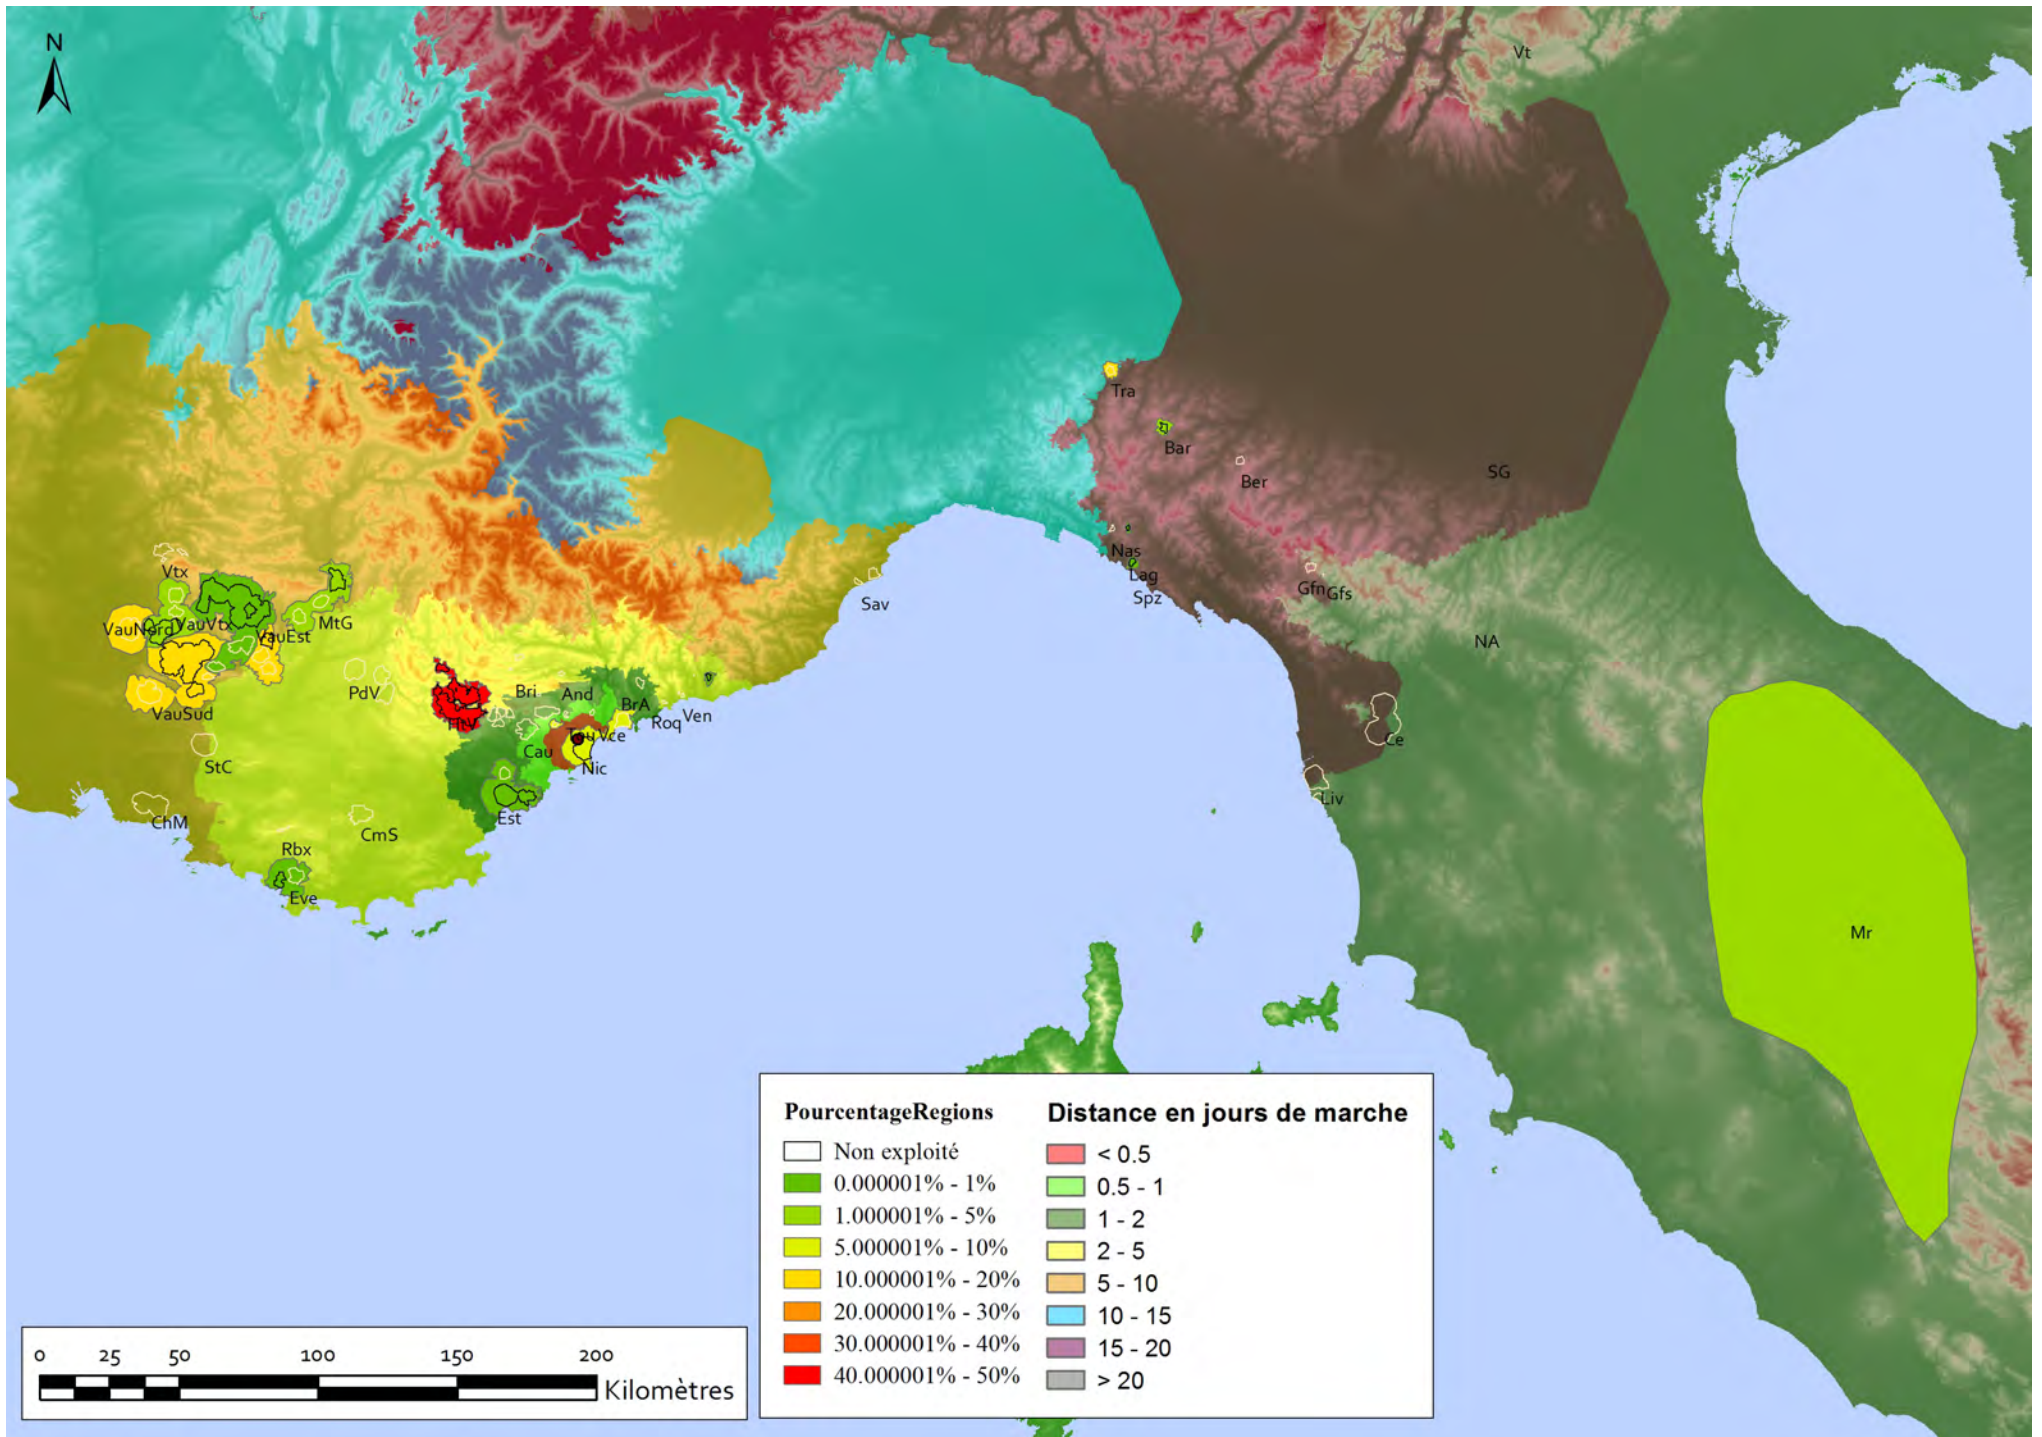 N
Vt
Tra
Bar
Ber
SG
Nas
Lag
Spz
Gfn Gfs
NA
Sav
Vtx
VauNord
VauVtx
VauEst
MtG
VauSud
StC
ChM
PdV
CmS
Rbx
Eve
HtV
Bri
And
BrA
Roq
Ven
Tou Vce
Cau
Nic
Est
Ce
Liv
Mr
PourcentageRegions
Non exploité
0.000001% - 1%
1.000001% - 5%
5.000001% - 10%
10.000001% - 20%
20.000001% - 30%
30.000001% - 40%
40.000001% - 50%
Distance en jours de marche
< 0.5
0.5 - 1
1 - 2
2 - 5
5 - 10
10 - 15
15 - 20
> 20
0 25 50 100 150 200
Kilomètres